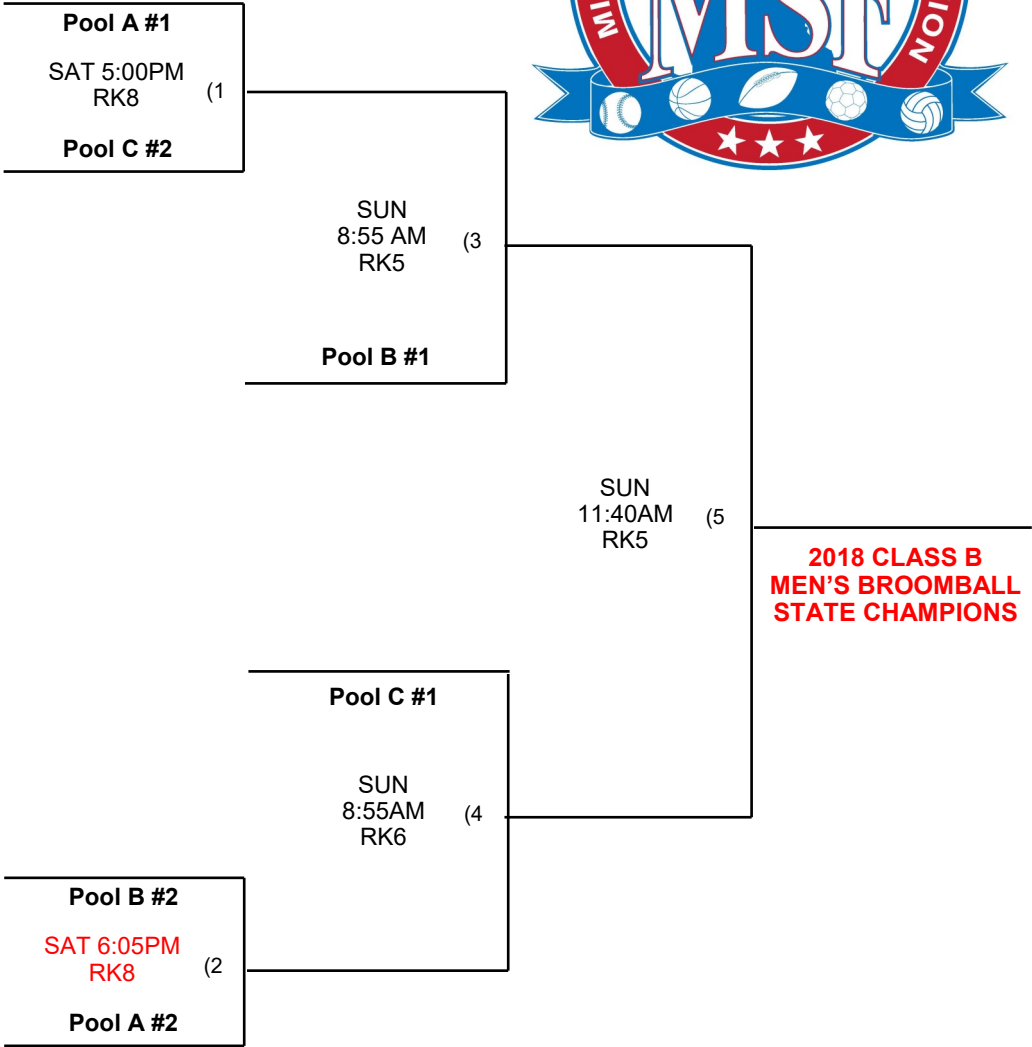 Pool A #1
SAT 5:00PM
RK8
(1
Pool C #2
MSF
SUN
8:55 AM
RK5
(3
Pool B #1
SUN
11:40AM
RK5
(5
2018 CLASS B
MEN'S BROOMBALL
STATE CHAMPIONS
Pool C #1
SUN
8:55AM
RK6
(4
Pool B #2
SAT 6:05PM
RK8
(2
Pool A #2